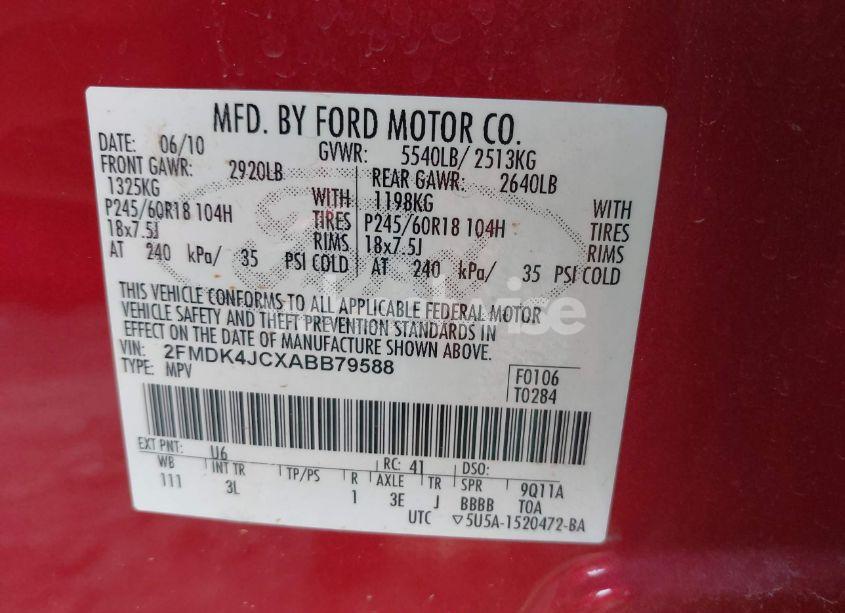 MFD. BY FORD MOTOR CO.
DATE: 06/10 GVWR: 5540LB/ 2513KG
FRONT GAWR: 2920LB REAR GAWR: 2640LB
1325KG WITH 1198KG WITH
P245/60R18 104H TIRES P245/60R18 104H TIRES
18x7.5J RIMS 18x7.5J RIMS
AT 240 kPa/ 35 PSI COLD AT 240 kPa/ 35 PSI COLD
THIS VEHICLE CONFORMS TO ALL APPLICABLE FEDERAL MOTOR
VEHICLE SAFETY AND THEFT PREVENTION STANDARDS IN
EFFECT ON THE DATE OF MANUFACTURE SHOWN ABOVE.
VIN: 2FMDK4JCXABB79588
TYPE: MPV
F0106
T0284
EXT PNT: U6 RC: 41 DSO:
WB INT TR TP/PS R AXLE TR SPR 9Q11A
111 3L 1 3E J BBBB TOA
UTC ▽5U5A-1520472-BA